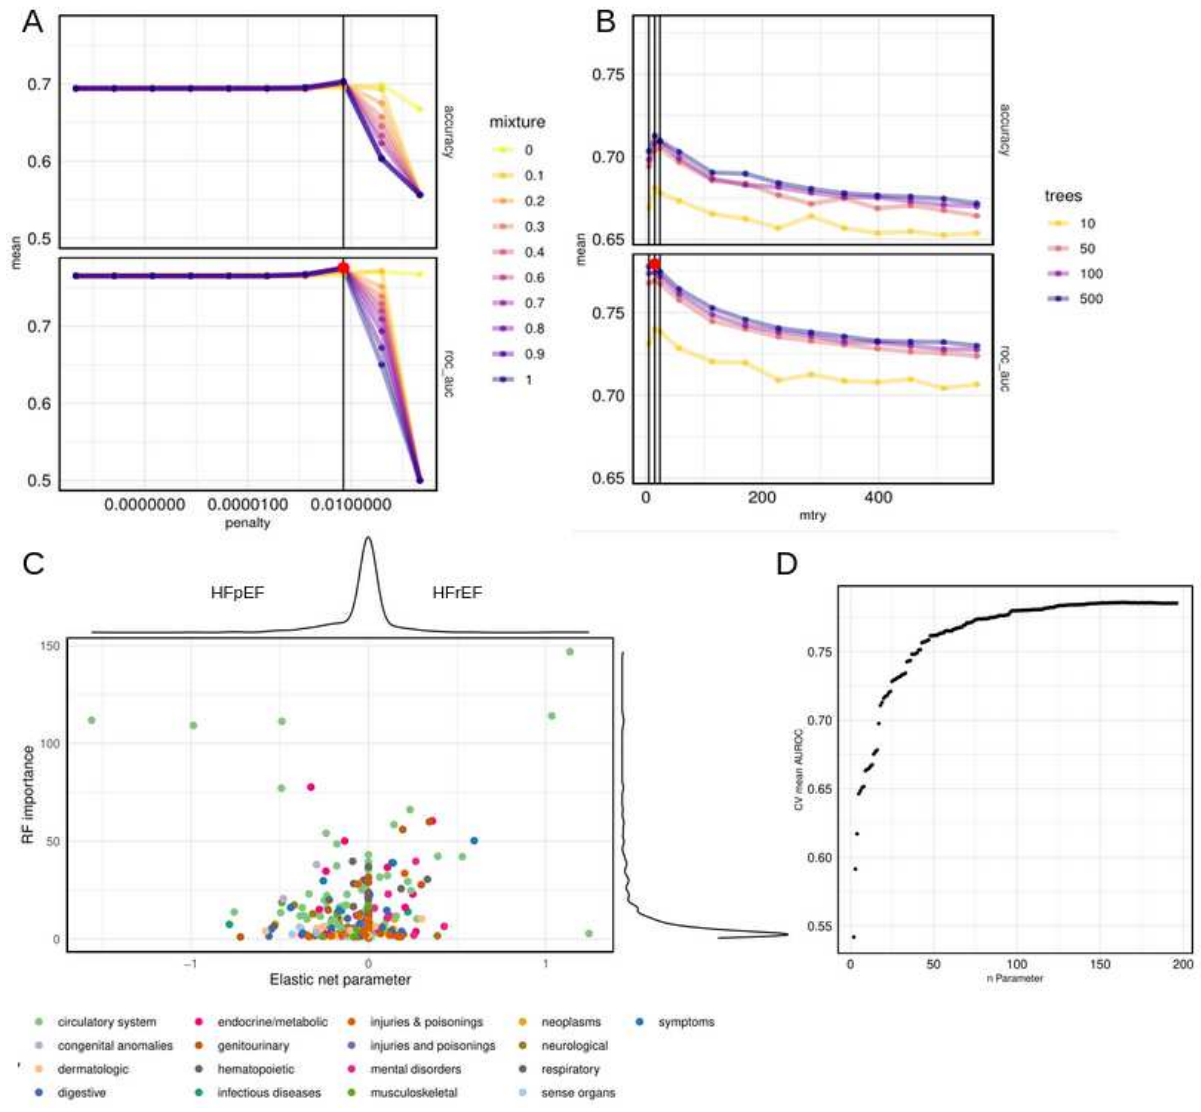 A
0.7
0.6
0.5
accuracy
mean
0.7
0.6
0.5
roc_auc
0.0000000 0.0000100 0.0100000
penalty
mixture
0
0.1
0.2
0.3
0.4
0.6
0.7
0.8
0.9
1
B
0.75
0.70
0.65
accuracy
mean
0.75
0.70
0.65
roc_auc
0 200 400
mtry
trees
10
50
100
500
C
HFpEF HFrEF
150
100
50
0
RF importance
−1 0 1
Elastic net parameter
D
0.75
0.70
0.65
0.60
0.55
CV mean AUROC
0 50 100 150 200
n Parameter
circulatory system endocrine/metabolic injuries & poisonings neoplasms symptoms
congenital anomalies genitourinary injuries and poisonings neurological
dermatologic hematopoietic mental disorders respiratory
digestive infectious diseases musculoskeletal sense organs